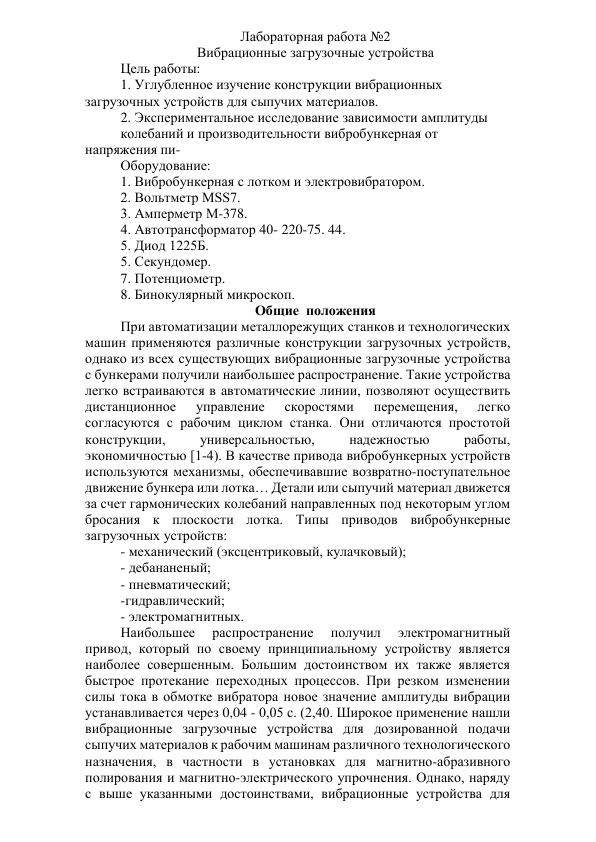 Лабораторная работа №2
Вибрационные загрузочные устройства
Цель работы:
1. Углубленное изучение конструкции вибрационных
загрузочных устройств для сыпучих материалов.
2. Экспериментальное исследование зависимости амплитуды
колебаний и производительности вибробункерная от
напряжения пи-
Оборудование:
1. Вибробункерная с лотком и электровибратором.
2. Вольтметр MSS7.
3. Амперметр М-378.
4. Автотрансформатор 40- 220-75. 44.
5. Диод 1225Б.
5. Секундомер.
7. Потенциометр.
8. Бинокулярный микроскоп.
Общие положения
При автоматизации металлорежущих станков и технологических
машин применяются различные конструкции загрузочных устройств,
однако из всех существующих вибрационные загрузочные устройства
с бункерами получили наибольшее распространение. Такие устройства
легко встраиваются в автоматические линии, позволяют осуществить
дистанционное управление скоростями перемещения, легко
согласуются с рабочим циклом станка. Они отличаются простотой
конструкции, универсальностью, надежностью работы,
экономичностью [1-4). В качестве привода вибробункерных устройств
используются механизмы, обеспечивавшие возвратно-поступательное
движение бункера или лотка… Детали или сыпучий материал движется
за счет гармонических колебаний направленных под некоторым углом
бросания к плоскости лотка. Типы приводов вибробункерные
загрузочных устройств:
- механический (эксцентриковый, кулачковый);
- дебананеный;
- пневматический;
-гидравлический;
- электромагнитных.
Наибольшее распространение получил электромагнитный
привод, который по своему принципиальному устройству является
наиболее совершенным. Большим достоинством их также является
быстрое протекание переходных процессов. При резком изменении
силы тока в обмотке вибратора новое значение амплитуды вибрации
устанавливается через 0,04 - 0,05 с. (2,40. Широкое применение нашли
вибрационные загрузочные устройства для дозированной подачи
сыпучих материалов к рабочим машинам различного технологического
назначения, в частности в установках для магнитно-абразивного
полирования и магнитно-электрического упрочнения. Однако, наряду
с выше указанными достоинствами, вибрационные устройства для